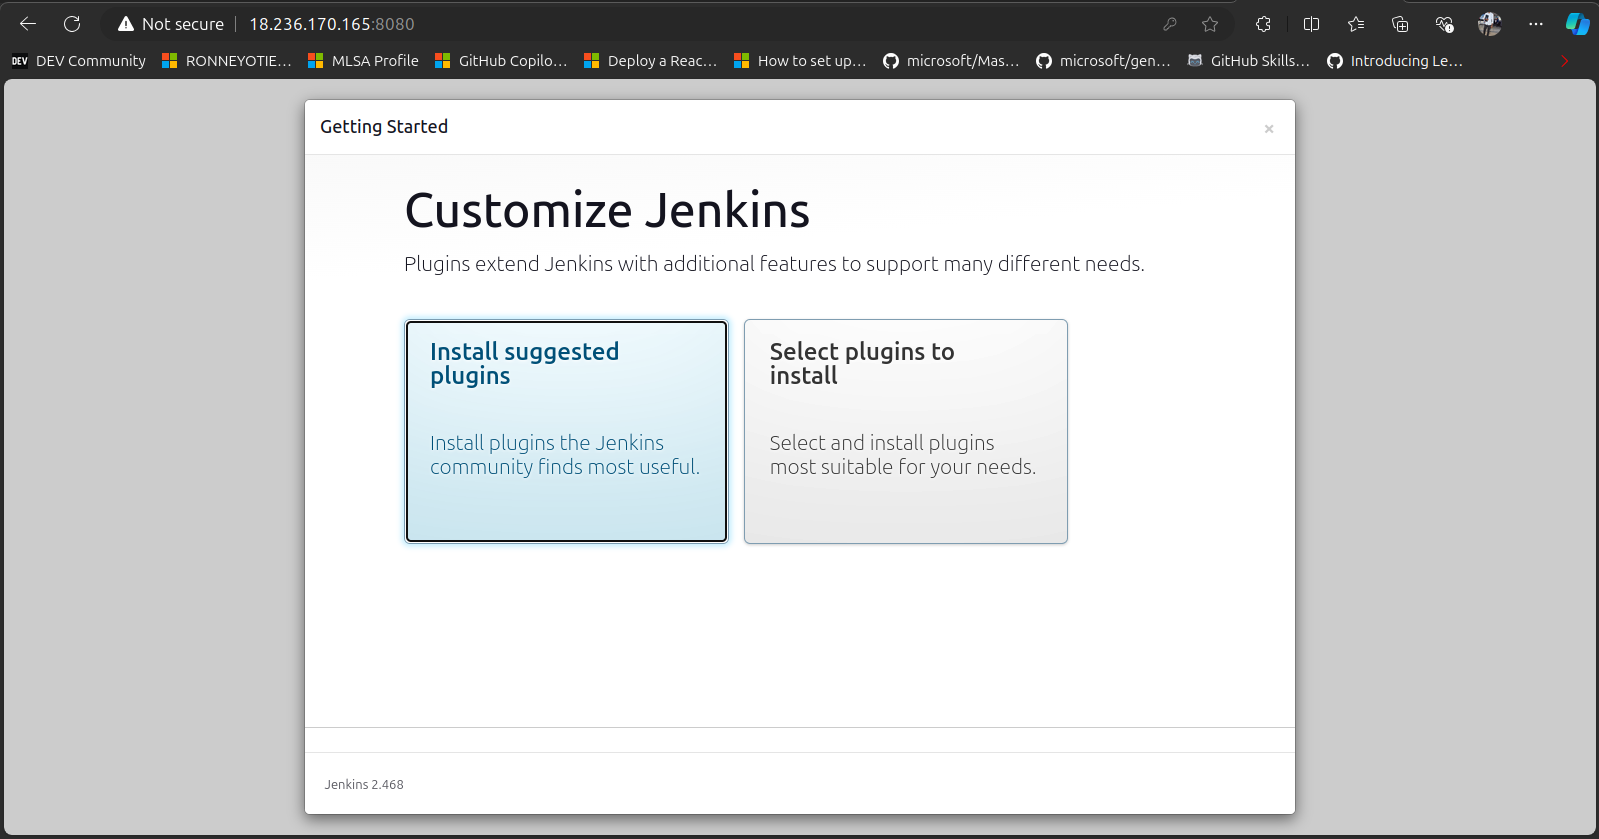 Not secure 18.236.170.165:8080
DEV DEV Community RONNEYOTIE... MLSA Profile GitHub Copilo... Deploy a Reac... How to set up... microsoft/Mas... microsoft/gen... GitHub Skills... Introducing Le...
Getting Started ×
Customize Jenkins
Plugins extend Jenkins with additional features to support many different needs.
Install suggested
plugins
Install plugins the Jenkins
community finds most useful.
Select plugins to
install
Select and install plugins
most suitable for your needs.
Jenkins 2.468